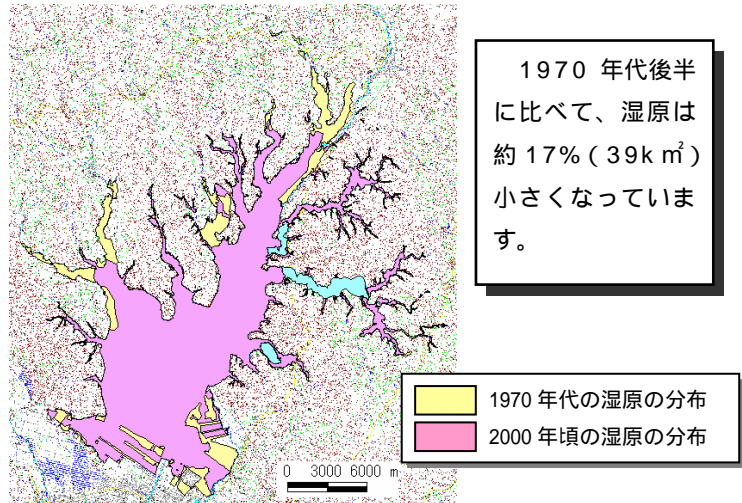 1970 年代後半
に比べて、湿原は
約 17%（39k ㎡）
小さくなっていま
す。
1970 年代の湿原の分布
2000 年頃の湿原の分布
0 3000 6000 m